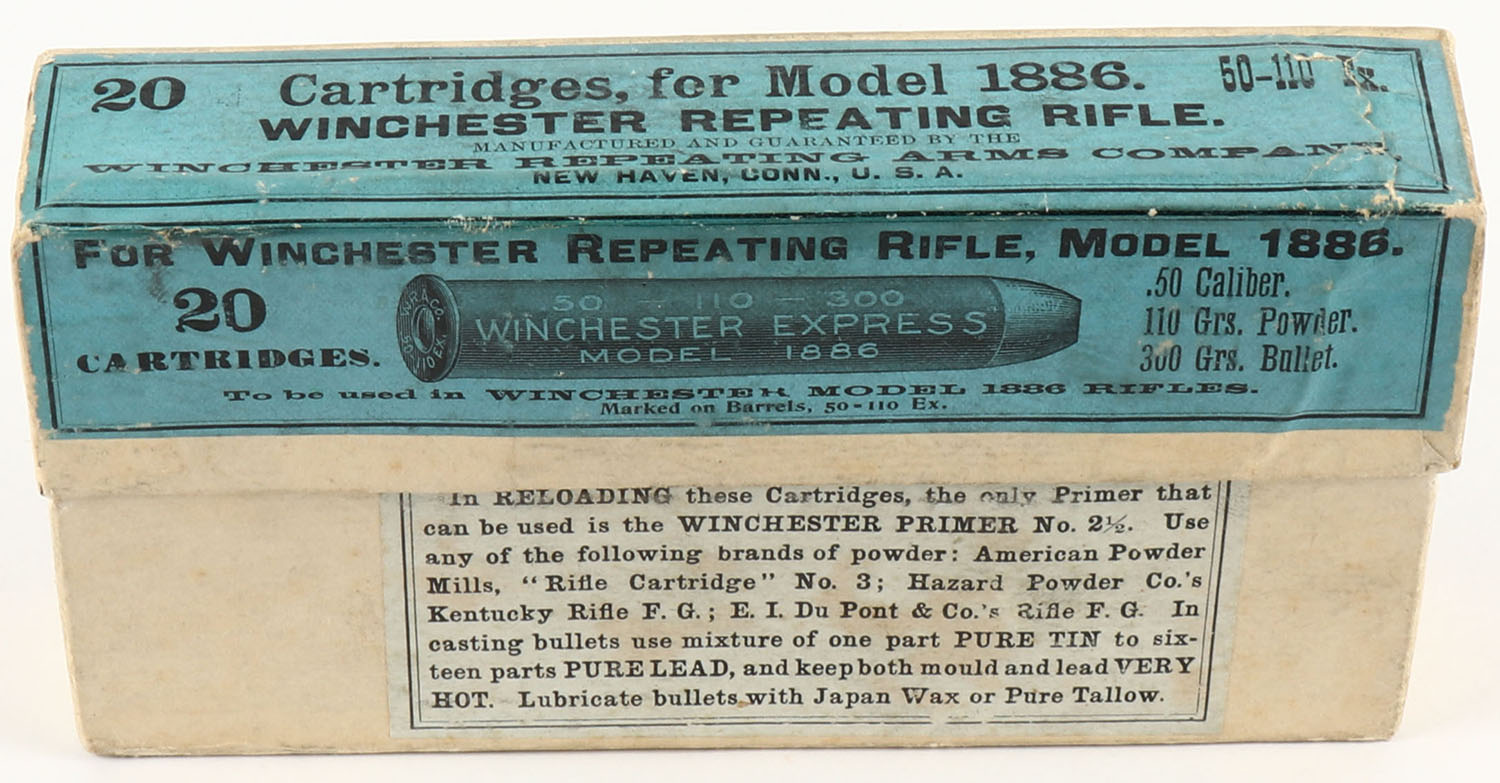 20 Cartridges, for Model 1886. 50-110 Ex.
WINCHESTER REPEATING RIFLE.
MANUFACTURED AND GUARANTEED BY THE
WINCHESTER REPEATING ARMS COMPANY,
NEW HAVEN, CONN., U. S. A.
FOR WINCHESTER REPEATING RIFLE, MODEL 1886.
20
CARTRIDGES.
W.R.A.CO.
50-110 EX.
50 - 110 - 300
WINCHESTER EXPRESS
MODEL 1886
.50 Caliber.
110 Grs. Powder.
300 Grs. Bullet.
To be used in WINCHESTER MODEL 1886 RIFLES.
Marked on Barrels, 50-110 Ex.
In RELOADING these Cartridges, the only Primer that
can be used is the WINCHESTER PRIMER No. 2½. Use
any of the following brands of powder: American Powder
Mills, "Rifle Cartridge" No. 3; Hazard Powder Co.'s
Kentucky Rifle F. G.; E. I. Du Pont & Co.'s Rifle F. G. In
casting bullets use mixture of one part PURE TIN to six-
teen parts PURE LEAD, and keep both mould and lead VERY
HOT. Lubricate bullets with Japan Wax or Pure Tallow.